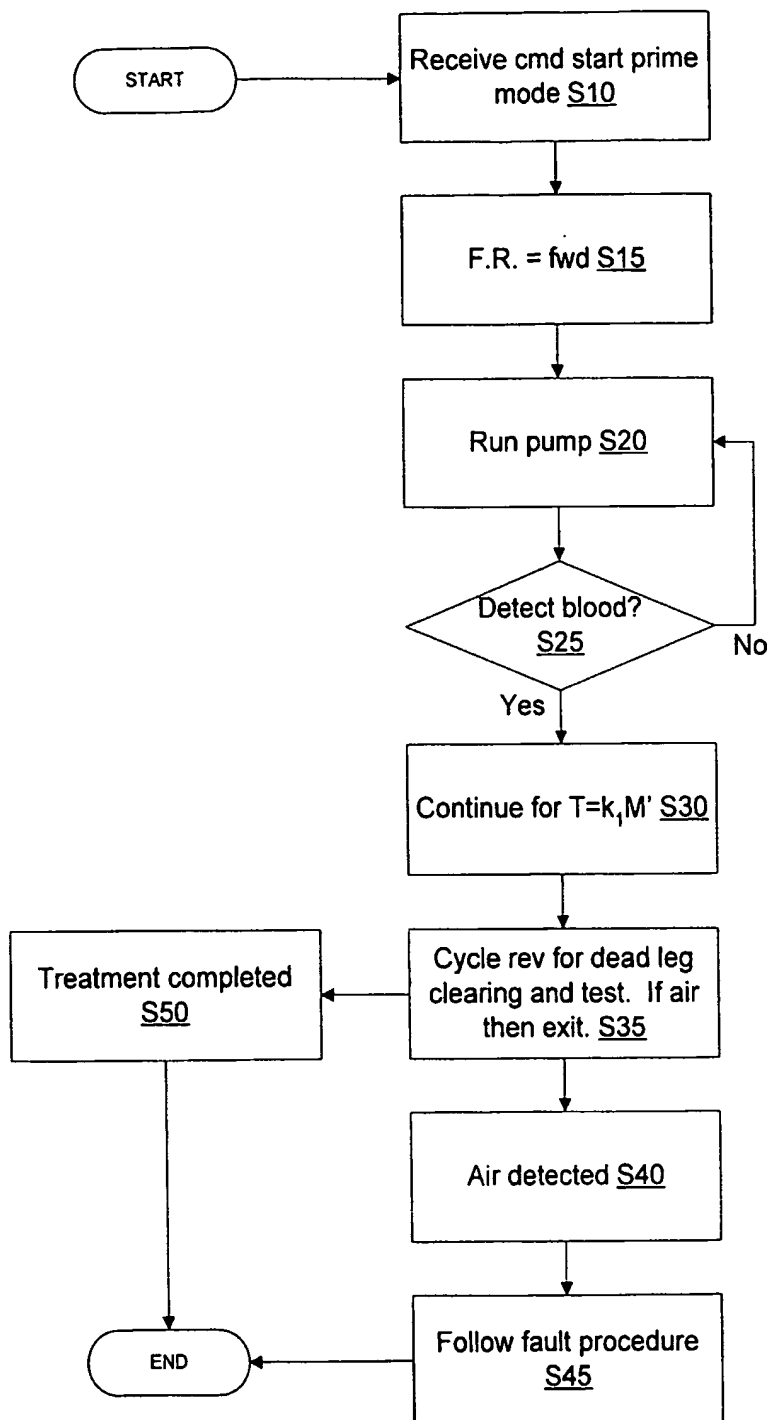 START
Receive cmd start prime
mode S10
F.R. = fwd S15
Run pump S20
Detect blood?
S25
No
Yes
Continue for T=k₁M' S30
Cycle rev for dead leg
clearing and test. If air
then exit. S35
Treatment completed
S50
Air detected S40
Follow fault procedure
S45
END